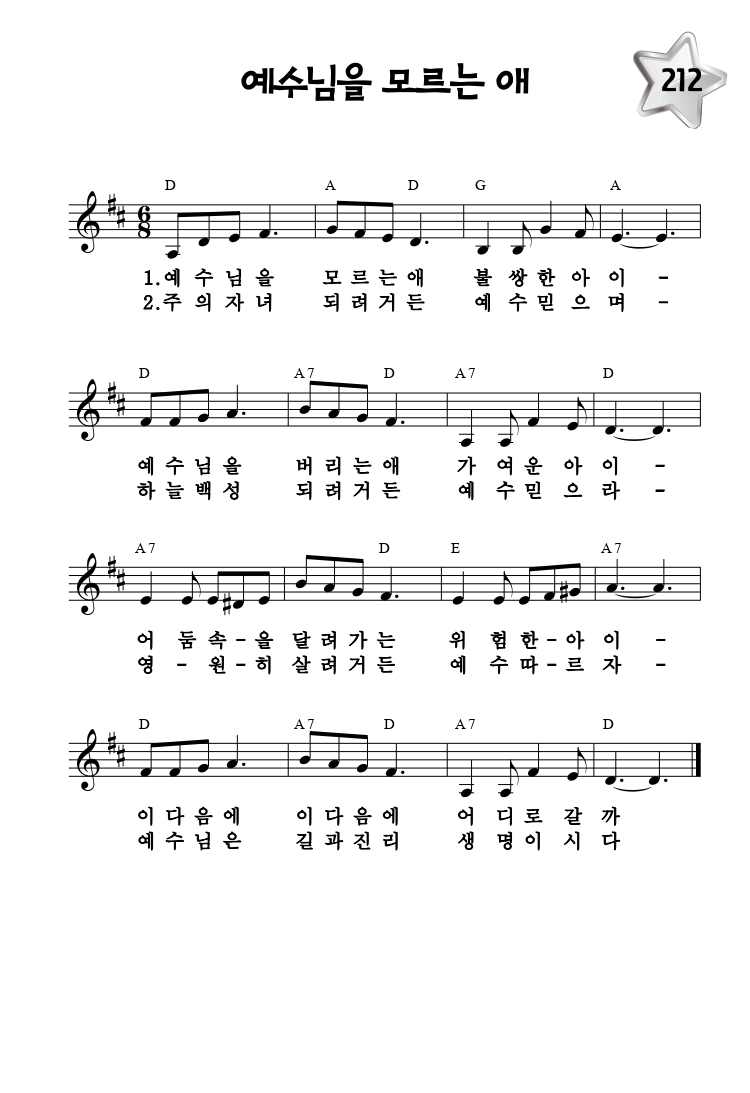 예수님을 모르는 애
212
D A D G A
6
8
1.예 수 님 을 모 르 는 애 불 쌍 한 아 이 -
2.주 의 자 녀 되 려 거 든 예 수 믿 으 며 -
D A7 D A7 D
예 수 님 을 버 리 는 애 가 여 운 아 이 -
하 늘 백 성 되 려 거 든 예 수 믿 으 라 -
A7 D E A7
어 둠 속 - 을 달 려 가 는 위 험 한 - 아 이 -
영 - 원 - 히 살 려 거 든 예 수 따 - 르 자 -
D A7 D A7 D
이 다 음 에 이 다 음 에 어 디 로 갈 까
예 수 님 은 길 과 진 리 생 명 이 시 다